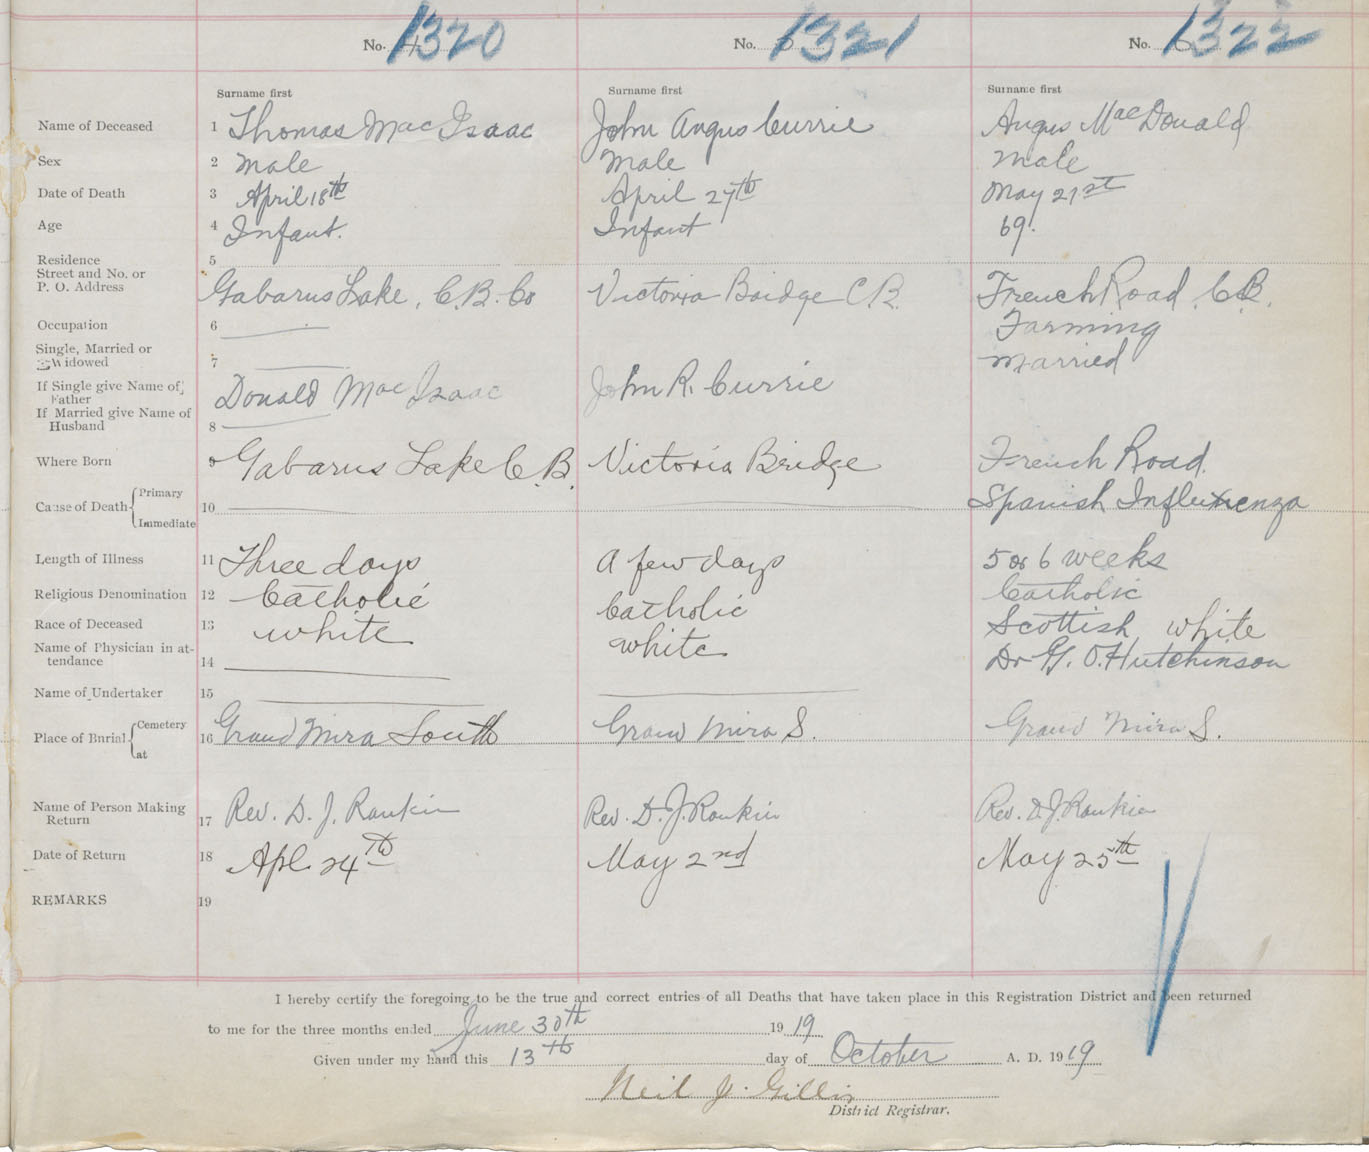 No. 4 1320 No. 5 1321 No. 6 1322
Surname first Surname first Surname first
Name of Deceased 1 Thomas MacIsaac John Angus Currie Angus MacDonald
Sex 2 male Male male
Date of Death 3 April 18th April 27th May 21st
Age 4 Infant. Infant 69.
Residence 5
Street and No. or
P. O. Address Gabarus Lake, C.B. Co Victoria Bridge C.B. French Road, C.B.
Occupation 6 Farming
Single, Married or
Widowed 7 married
If Single give Name of
Father Donald MacIsaac John R. Currie
If Married give Name of
Husband 8
Where Born 9 Gabarus Lake C.B. Victoria Bridge French Road.
Cause of Death Primary
Immediate 10 Spanish Influenza
Length of Illness 11 Three days A few days 5 or 6 weeks
Religious Denomination 12 Catholic Catholic Catholic
Race of Deceased 13 white white Scottish, white
Name of Physician in at-
tendance 14 Dr G. O. Hutchinson
Name of Undertaker 15
Place of Burial Cemetery
at 16 Grand Mira South Grand Mira S. Grand Mira S.
Name of Person Making
Return 17 Rev. D. J. Rankin Rev. D. J. Rankin Rev. D. J. Rankin
Date of Return 18 Apl 24th May 2nd May 25th
REMARKS 19
I hereby certify the foregoing to be the true and correct entries of all Deaths that have taken place in this Registration District and been returned
to me for the three months ended June 30th 1919
Given under my hand this 13th day of October A. D. 1919
Neil J. Gillis
District Registrar.